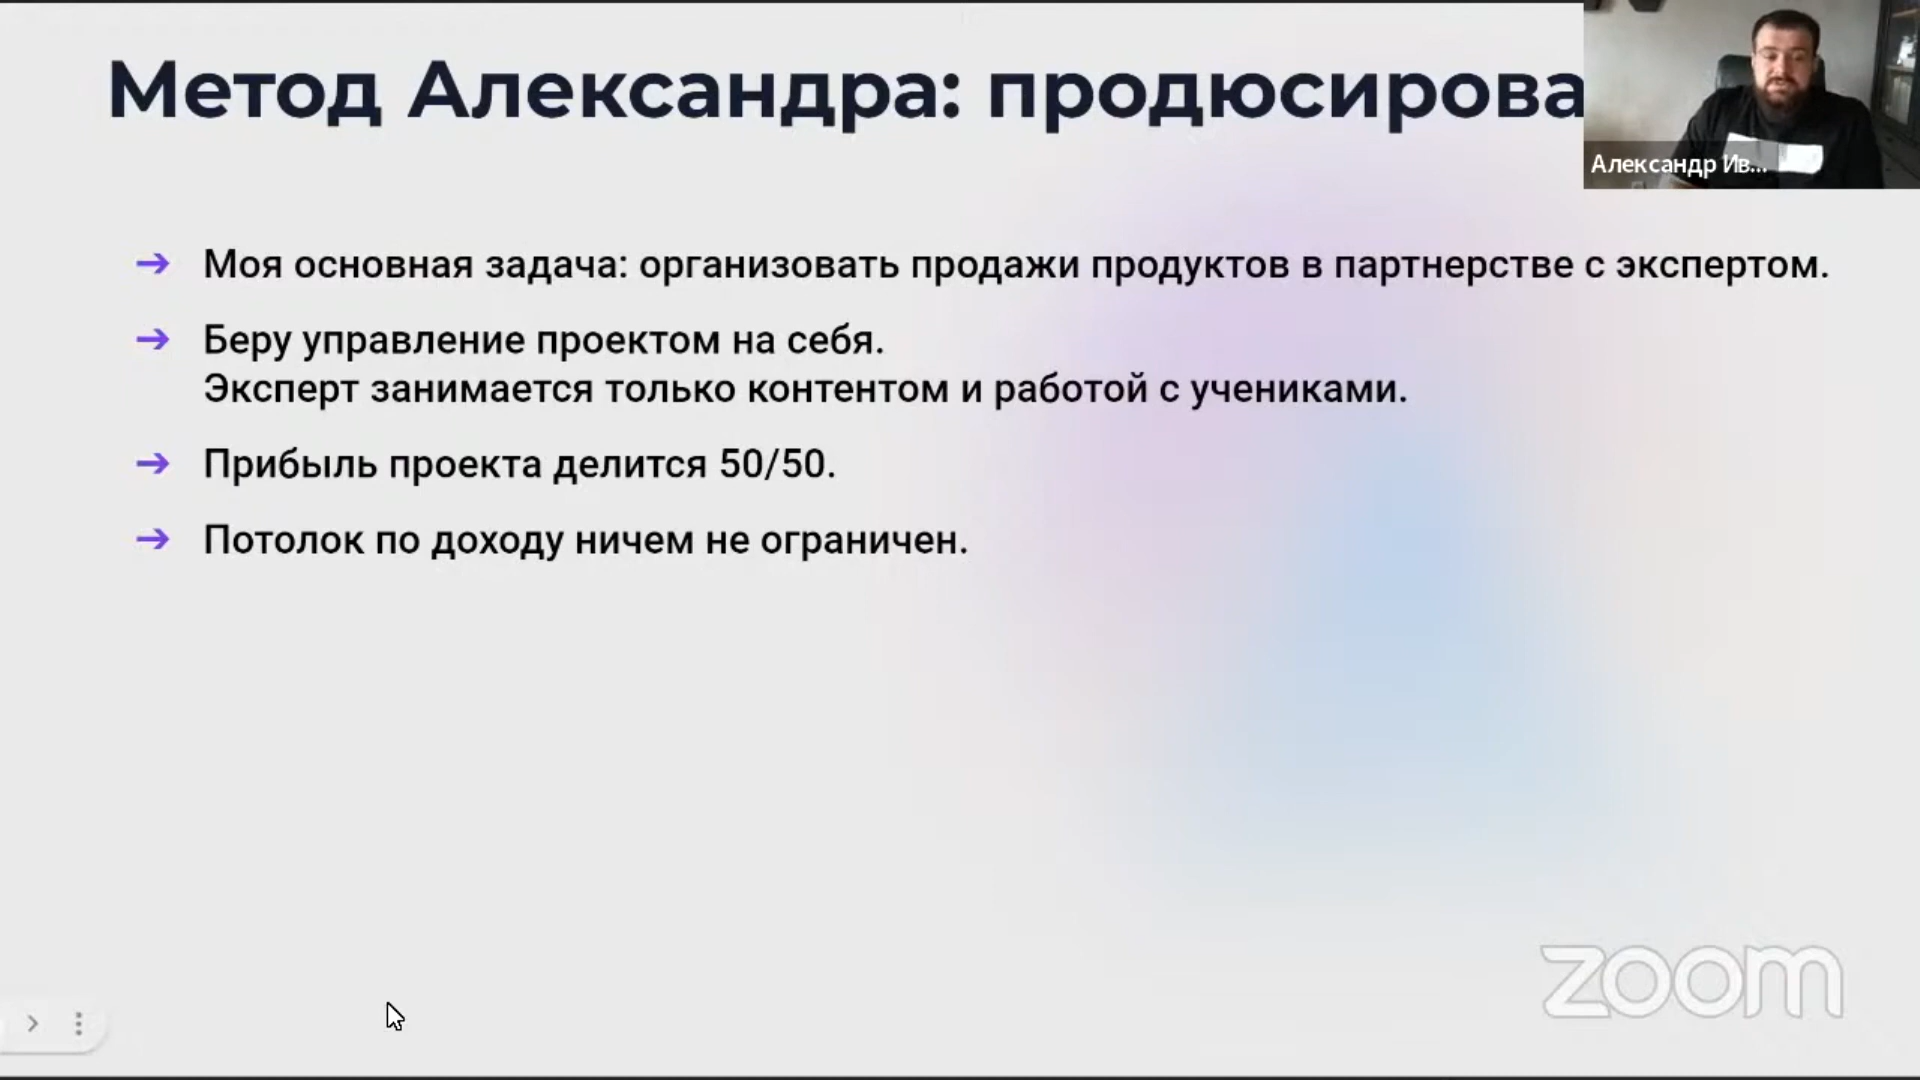 Метод Александра: продюсирова
Александр Ив...
→ Моя основная задача: организовать продажи продуктов в партнерстве с экспертом.
→ Беру управление проектом на себя.
Эксперт занимается только контентом и работой с учениками.
→ Прибыль проекта делится 50/50.
→ Потолок по доходу ничем не ограничен.
zoom